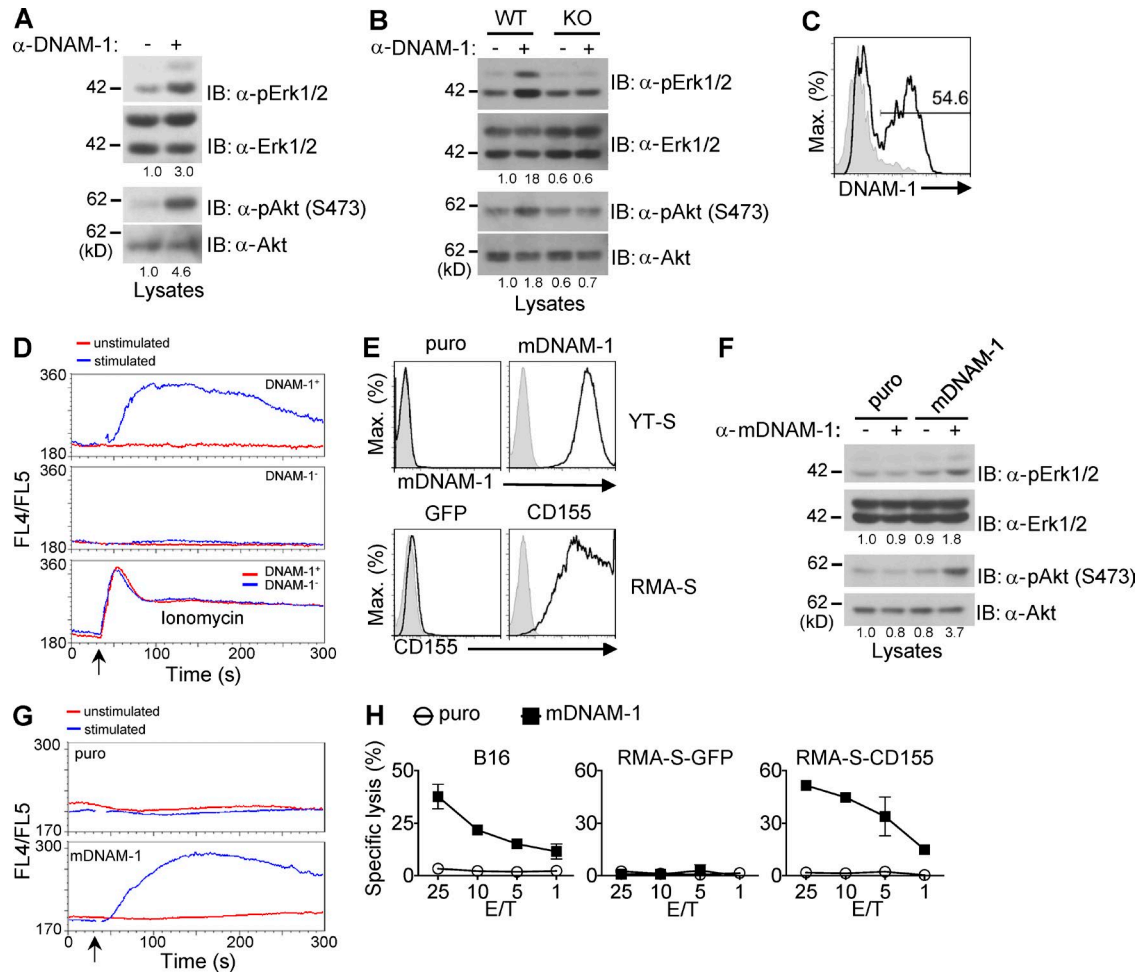 A
α-DNAM-1: - +
42
IB: α-pErk1/2
42
IB: α-Erk1/2
1.0 3.0
62
IB: α-pAkt (S473)
62
(kD)
IB: α-Akt
1.0 4.6
Lysates
B
WT KO
α-DNAM-1: - + - +
42
IB: α-pErk1/2
42
IB: α-Erk1/2
1.0 18 0.6 0.6
62
IB: α-pAkt (S473)
62
(kD)
IB: α-Akt
1.0 1.8 0.6 0.7
Lysates
C
Max. (%)
54.6
DNAM-1
D
unstimulated
stimulated
360
DNAM-1+
180
360
DNAM-1-
180
360
DNAM-1+
DNAM-1-
Ionomycin
180
FL4/FL5
0 100 200 300
Time (s)
E
puro mDNAM-1
Max. (%)
YT-S
mDNAM-1
GFP CD155
Max. (%)
RMA-S
CD155
F
puro mDNAM-1
α-mDNAM-1: - + - +
42
IB: α-pErk1/2
42
IB: α-Erk1/2
1.0 0.9 0.9 1.8
62
IB: α-pAkt (S473)
62
(kD)
IB: α-Akt
1.0 0.8 0.8 3.7
Lysates
G
unstimulated
stimulated
300
puro
170
300
mDNAM-1
170
FL4/FL5
0 100 200 300
Time (s)
H
puro mDNAM-1
B16 RMA-S-GFP RMA-S-CD155
Specific lysis (%)
50
25
0
25 10 5 1
E/T
60
30
0
25 10 5 1
E/T
60
30
0
25 10 5 1
E/T